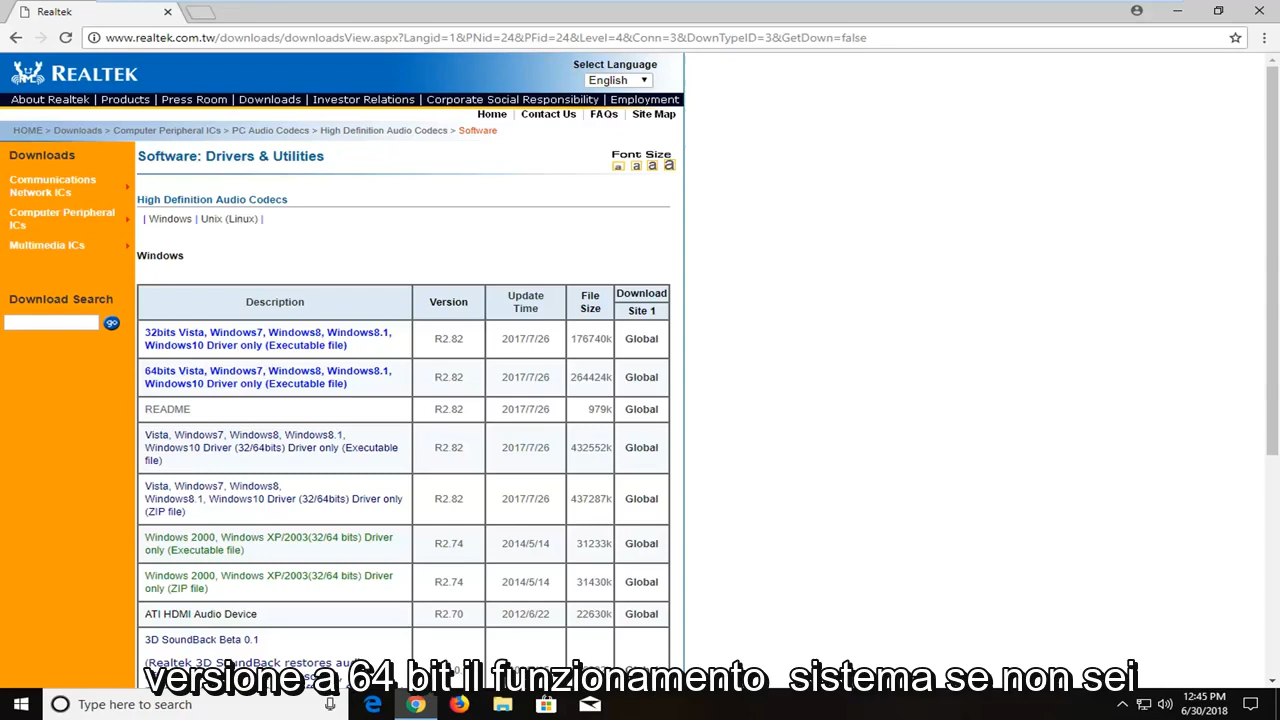 Realtek
www.realtek.com.tw/downloads/downloadsView.aspx?Langid=1&PNid=24&PFid=24&Level=4&Conn=3&DownTypeID=3&GetDown=false
REALTEK
Select Language
English
About Realtek | Products | Press Room | Downloads | Investor Relations | Corporate Social Responsibility | Employment
Home Contact Us FAQs Site Map
HOME > Downloads > Computer Peripheral ICs > PC Audio Codecs > High Definition Audio Codecs > Software
Downloads
Communications
Network ICs
Computer Peripheral
ICs
Multimedia ICs
Download Search
go
Software: Drivers & Utilities
Font Size
a a a a
High Definition Audio Codecs
| Windows | Unix (Linux) |
Windows
Description Version Update Time File Size Download Site 1
32bits Vista, Windows7, Windows8, Windows8.1,
Windows10 Driver only (Executable file) R2.82 2017/7/26 176740k Global
64bits Vista, Windows7, Windows8, Windows8.1,
Windows10 Driver only (Executable file) R2.82 2017/7/26 264424k Global
README R2.82 2017/7/26 979k Global
Vista, Windows7, Windows8, Windows8.1,
Windows10 Driver (32/64bits) Driver only (Executable
file) R2.82 2017/7/26 432552k Global
Vista, Windows7, Windows8,
Windows8.1, Windows10 Driver (32/64bits) Driver only
(ZIP file) R2.82 2017/7/26 437287k Global
Windows 2000, Windows XP/2003(32/64 bits) Driver
only (Executable file) R2.74 2014/5/14 31233k Global
Windows 2000, Windows XP/2003(32/64 bits) Driver
only (ZIP file) R2.74 2014/5/14 31430k Global
ATI HDMI Audio Device R2.70 2012/6/22 22630k Global
3D SoundBack Beta 0.1
(Realtek 3D SoundBack restores
versione a 64 bit il funzionamento sistema se non sei
Type here to search
12:45 PM
6/30/2018